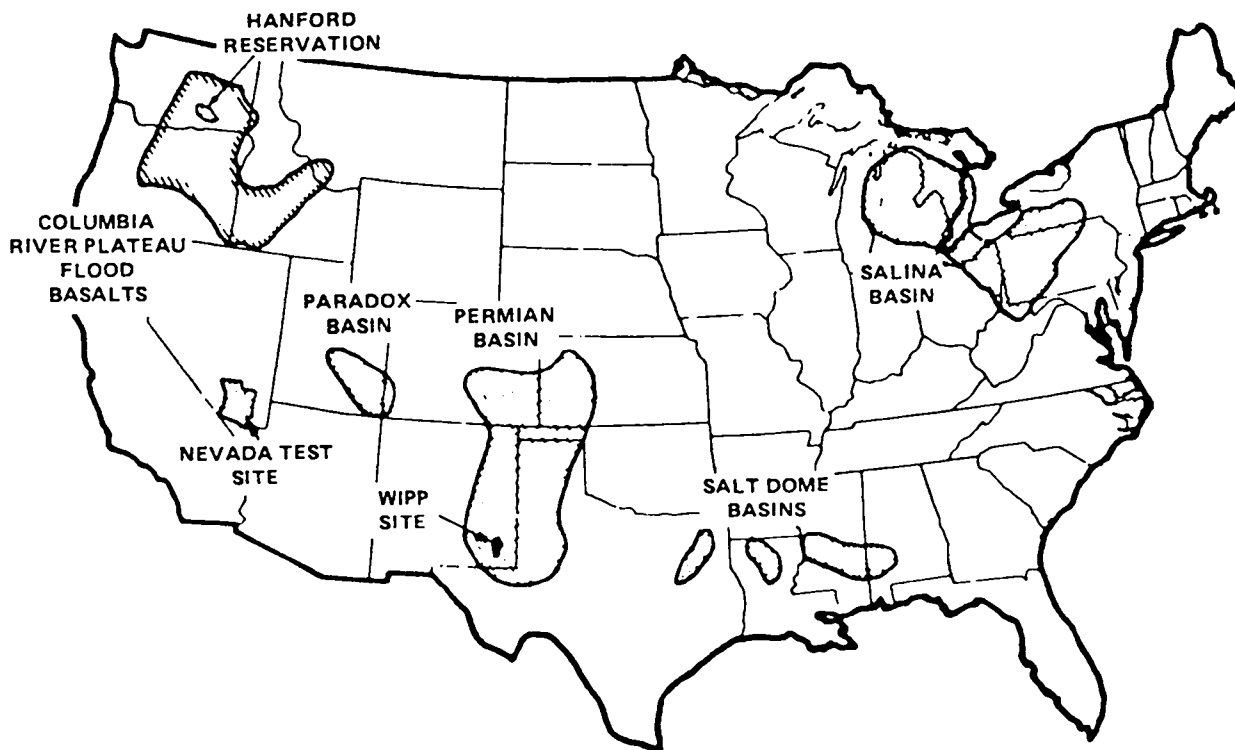 HANFORD
RESERVATION
COLUMBIA
RIVER PLATEAU
FLOOD
BASALTS
PARADOX
BASIN
PERMIAN
BASIN
SALINA
BASIN
NEVADA TEST
SITE
WIPP
SITE
SALT DOME
BASINS